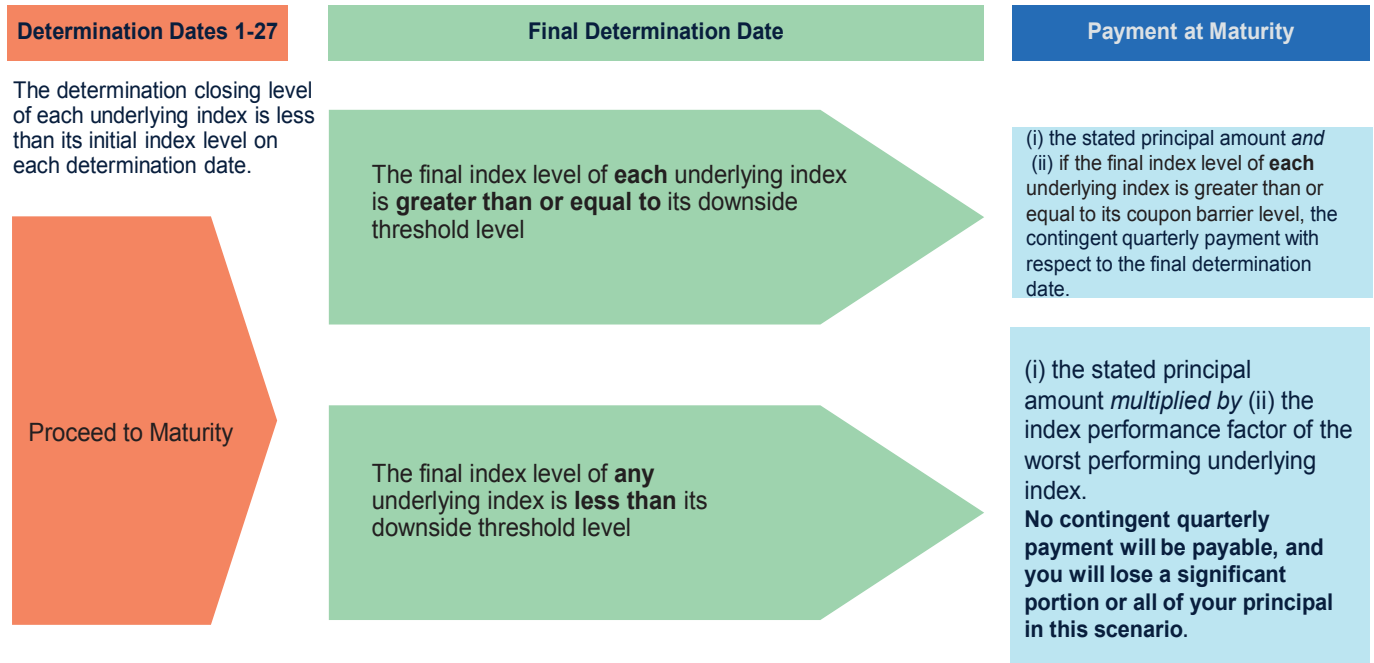 Determination Dates 1-27
Final Determination Date
Payment at Maturity
The determination closing level
of each underlying index is less
than its initial index level on
each determination date.
Proceed to Maturity
The final index level of each underlying index
is greater than or equal to its downside
threshold level
(i) the stated principal amount and
(ii) if the final index level of each
underlying index is greater than or
equal to its coupon barrier level, the
contingent quarterly payment with
respect to the final determination
date.
The final index level of any
underlying index is less than its
downside threshold level
(i) the stated principal
amount multiplied by (ii) the
index performance factor of the
worst performing underlying
index.
No contingent quarterly
payment will be payable, and
you will lose a significant
portion or all of your principal
in this scenario.